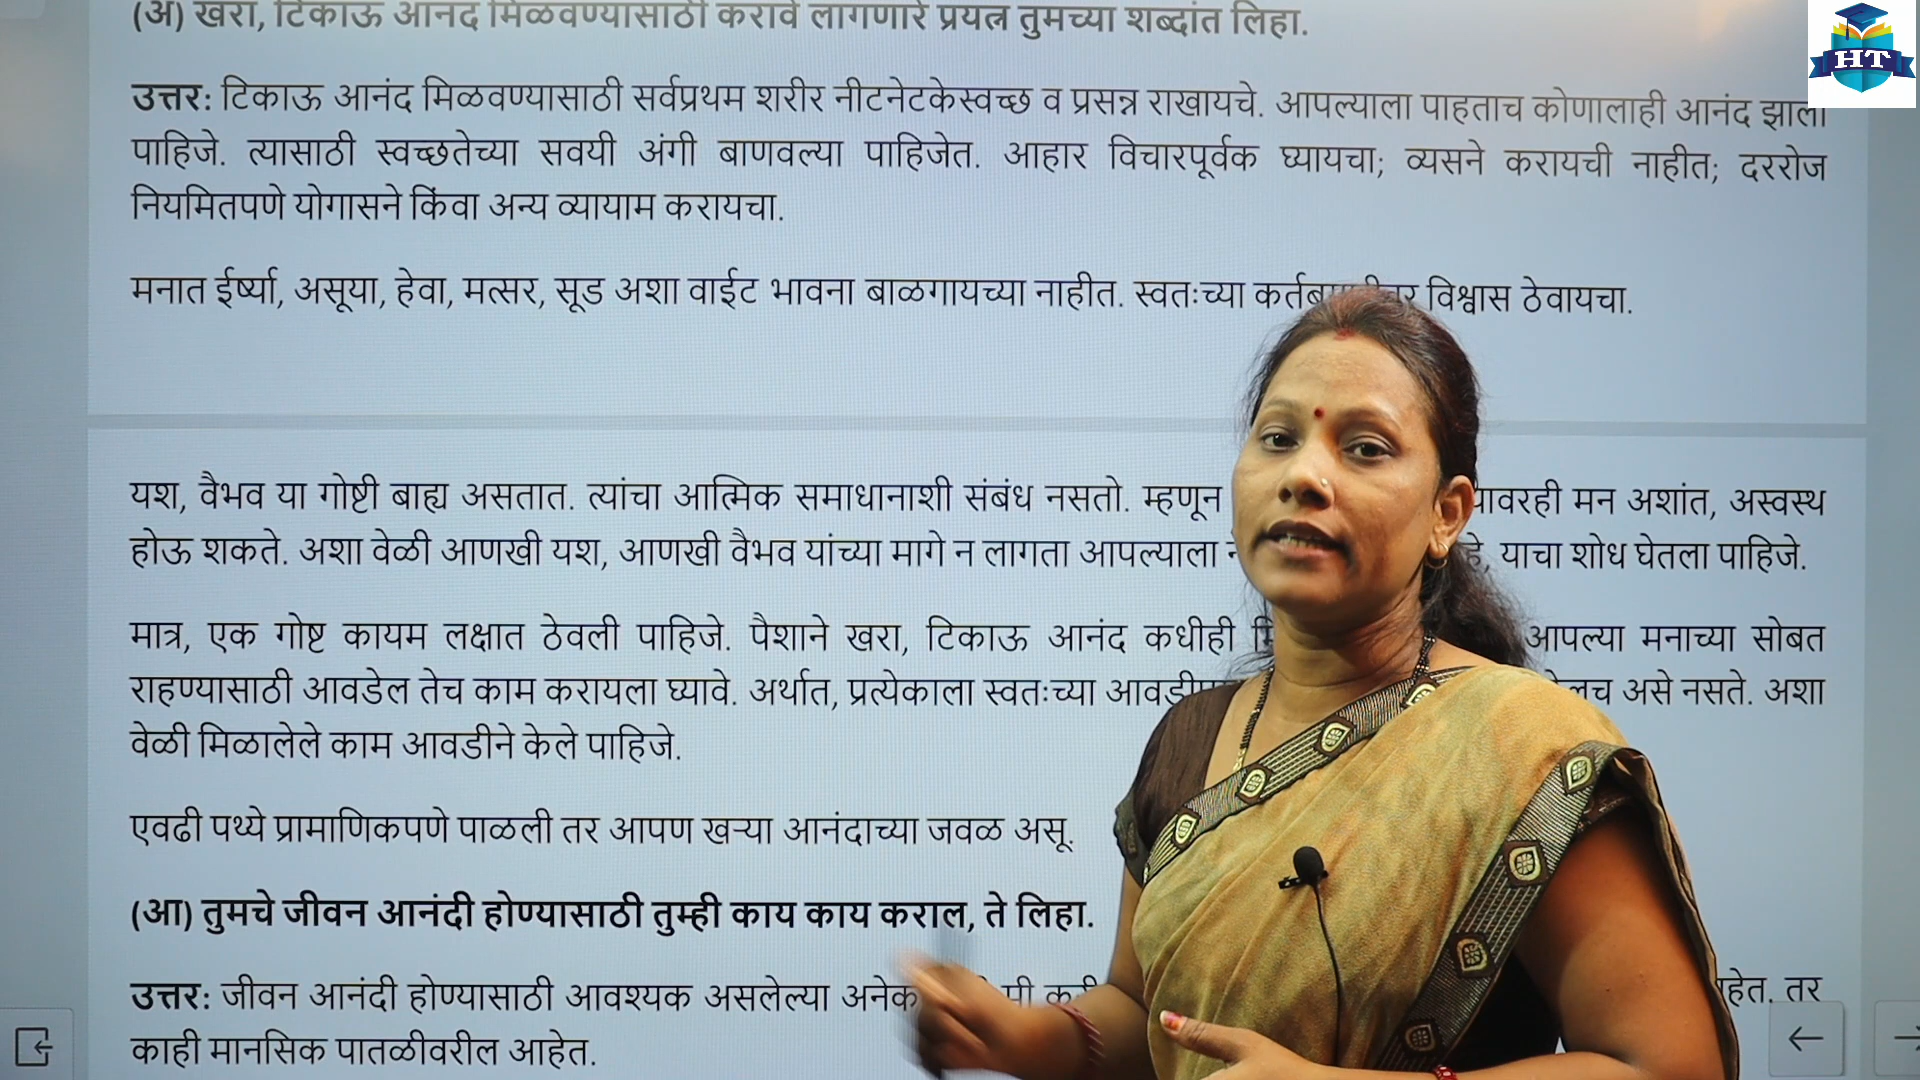 (अ) खरा, टिकाऊ आनंद मिळवण्यासाठी करावे लागणारे प्रयत्न तुमच्या शब्दांत लिहा.
HT
उत्तर: टिकाऊ आनंद मिळवण्यासाठी सर्वप्रथम शरीर नीटनेटकेस्वच्छ व प्रसन्न राखायचे. आपल्याला पाहताच कोणालाही आनंद झाला
पाहिजे. त्यासाठी स्वच्छतेच्या सवयी अंगी बाणवल्या पाहिजेत. आहार विचारपूर्वक घ्यायचा; व्यसने करायची नाहीत; दररोज
नियमितपणे योगासने किंवा अन्य व्यायाम करायचा.
मनात ईर्ष्या, असूया, हेवा, मत्सर, सूड अशा वाईट भावना बाळगायच्या नाहीत. स्वतःच्या विश्वास ठेवायचा.
यश, वैभव या गोष्टी बाह्य असतात. त्यांचा आत्मिक समाधानाशी संबंध नसतो. म्हणून मन अशांत, अस्वस्थ
होऊ शकते. अशा वेळी आणखी यश, आणखी वैभव यांच्या मागे न लागता आपल्याला याचा शोध घेतला पाहिजे.
मात्र, एक गोष्ट कायम लक्षात ठेवली पाहिजे. पैशाने खरा, टिकाऊ आनंद कधीही आपल्या मनाच्या सोबत
राहण्यासाठी आवडेल तेच काम करायला घ्यावे. अर्थात, प्रत्येकाला स्वतःच्या असे नसते. अशा
वेळी मिळालेले काम आवडीने केले पाहिजे.
एवढी पथ्ये प्रामाणिकपणे पाळली तर आपण खऱ्या आनंदाच्या जवळ असू.
(आ) तुमचे जीवन आनंदी होण्यासाठी तुम्ही काय काय कराल, ते लिहा.
उत्तर: जीवन आनंदी होण्यासाठी आवश्यक असलेल्या अनेक तर
काही मानसिक पातळीवरील आहेत.